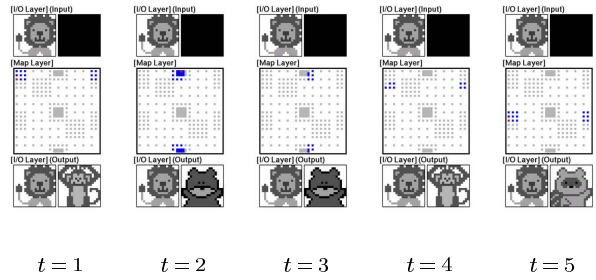 [I/O Layer] (Input) [I/O Layer] (Input) [I/O Layer] (Input) [I/O Layer] (Input) [I/O Layer] (Input)
[Map Layer] [Map Layer] [Map Layer] [Map Layer] [Map Layer]
[I/O Layer] (Output) [I/O Layer] (Output) [I/O Layer] (Output) [I/O Layer] (Output) [I/O Layer] (Output)
t = 1 t = 2 t = 3 t = 4 t = 5